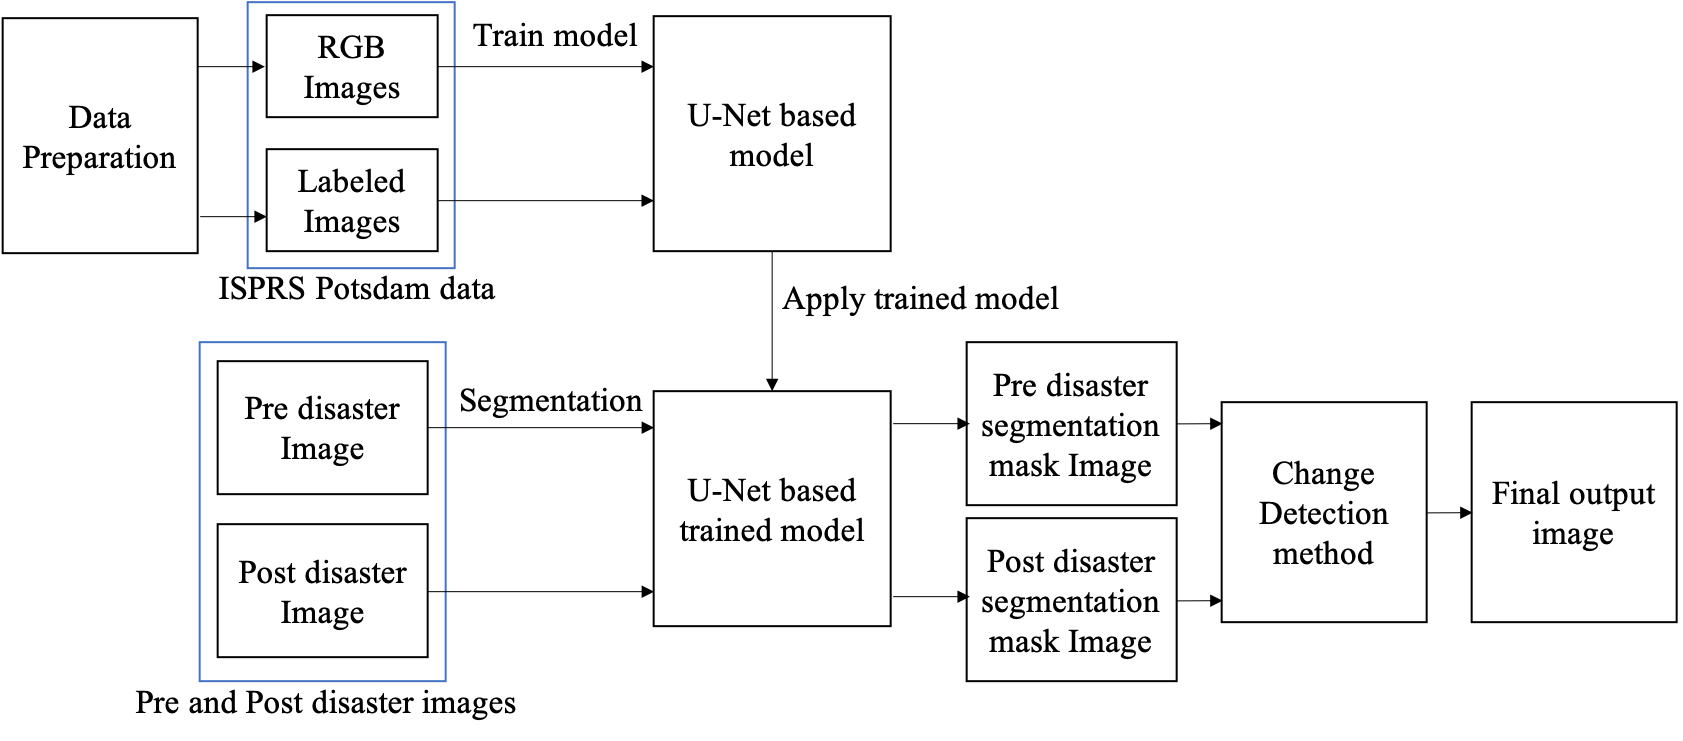 Data
Preparation
RGB
Images
Labeled
Images
ISPRS Potsdam data
Train model
U-Net based
model
Apply trained model
Pre disaster
Image
Post disaster
Image
Pre and Post disaster images
Segmentation
U-Net based
trained model
Pre disaster
segmentation
mask Image
Post disaster
segmentation
mask Image
Change
Detection
method
Final output
image